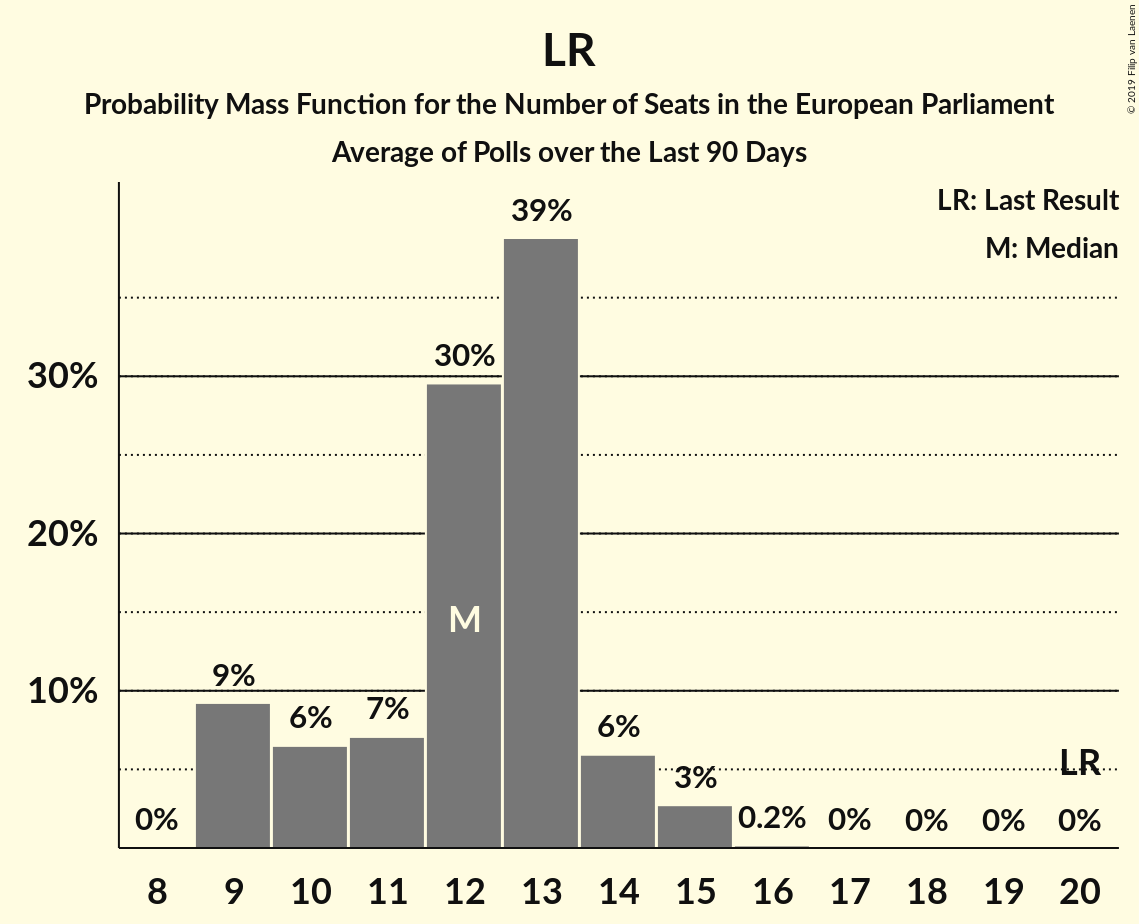 LR
Probability Mass Function for the Number of Seats in the European Parliament
Average of Polls over the Last 90 Days
© 2019 Filip van Laenen
LR: Last Result
M: Median
39%
30%
30%
20%
M
10%
9%
6%
7%
6%
3%
LR
0%
0.2%
0%
0%
0%
0%
8 9 10 11 12 13 14 15 16 17 18 19 20